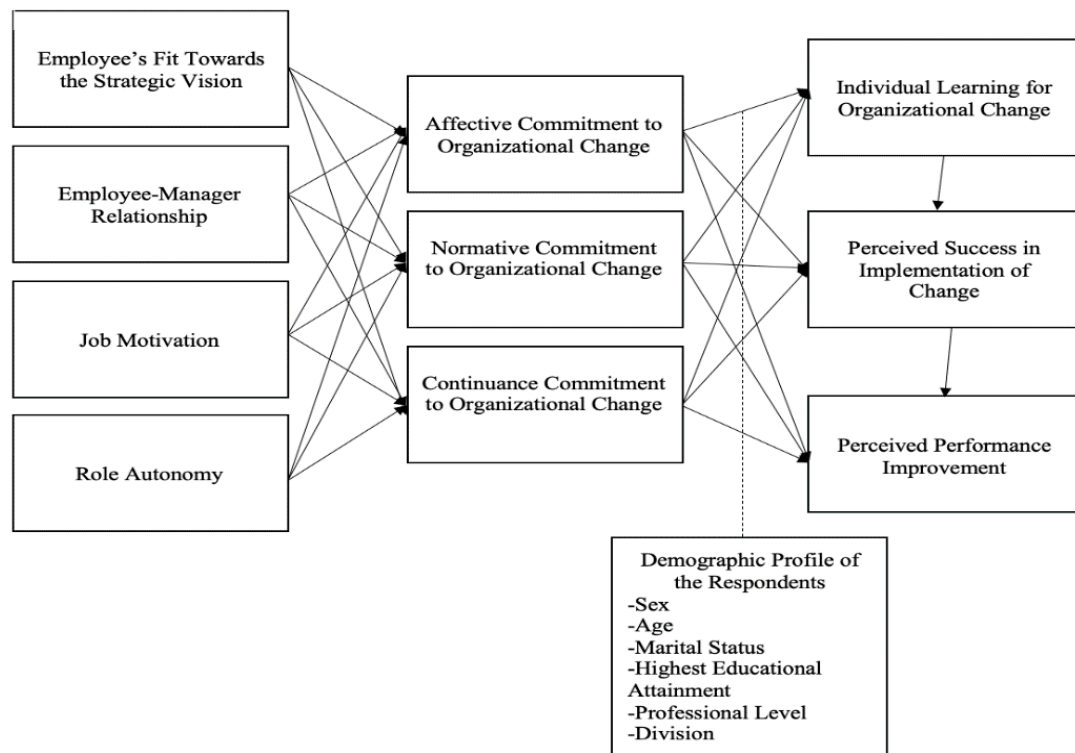 Employee's Fit Towards
the Strategic Vision
Employee-Manager
Relationship
Job Motivation
Role Autonomy
Affective Commitment to
Organizational Change
Normative Commitment
to Organizational Change
Continuance Commitment
to Organizational Change
Individual Learning for
Organizational Change
Perceived Success in
Implementation of
Change
Perceived Performance
Improvement
Demographic Profile of
the Respondents
-Sex
-Age
-Marital Status
-Highest Educational
Attainment
-Professional Level
-Division